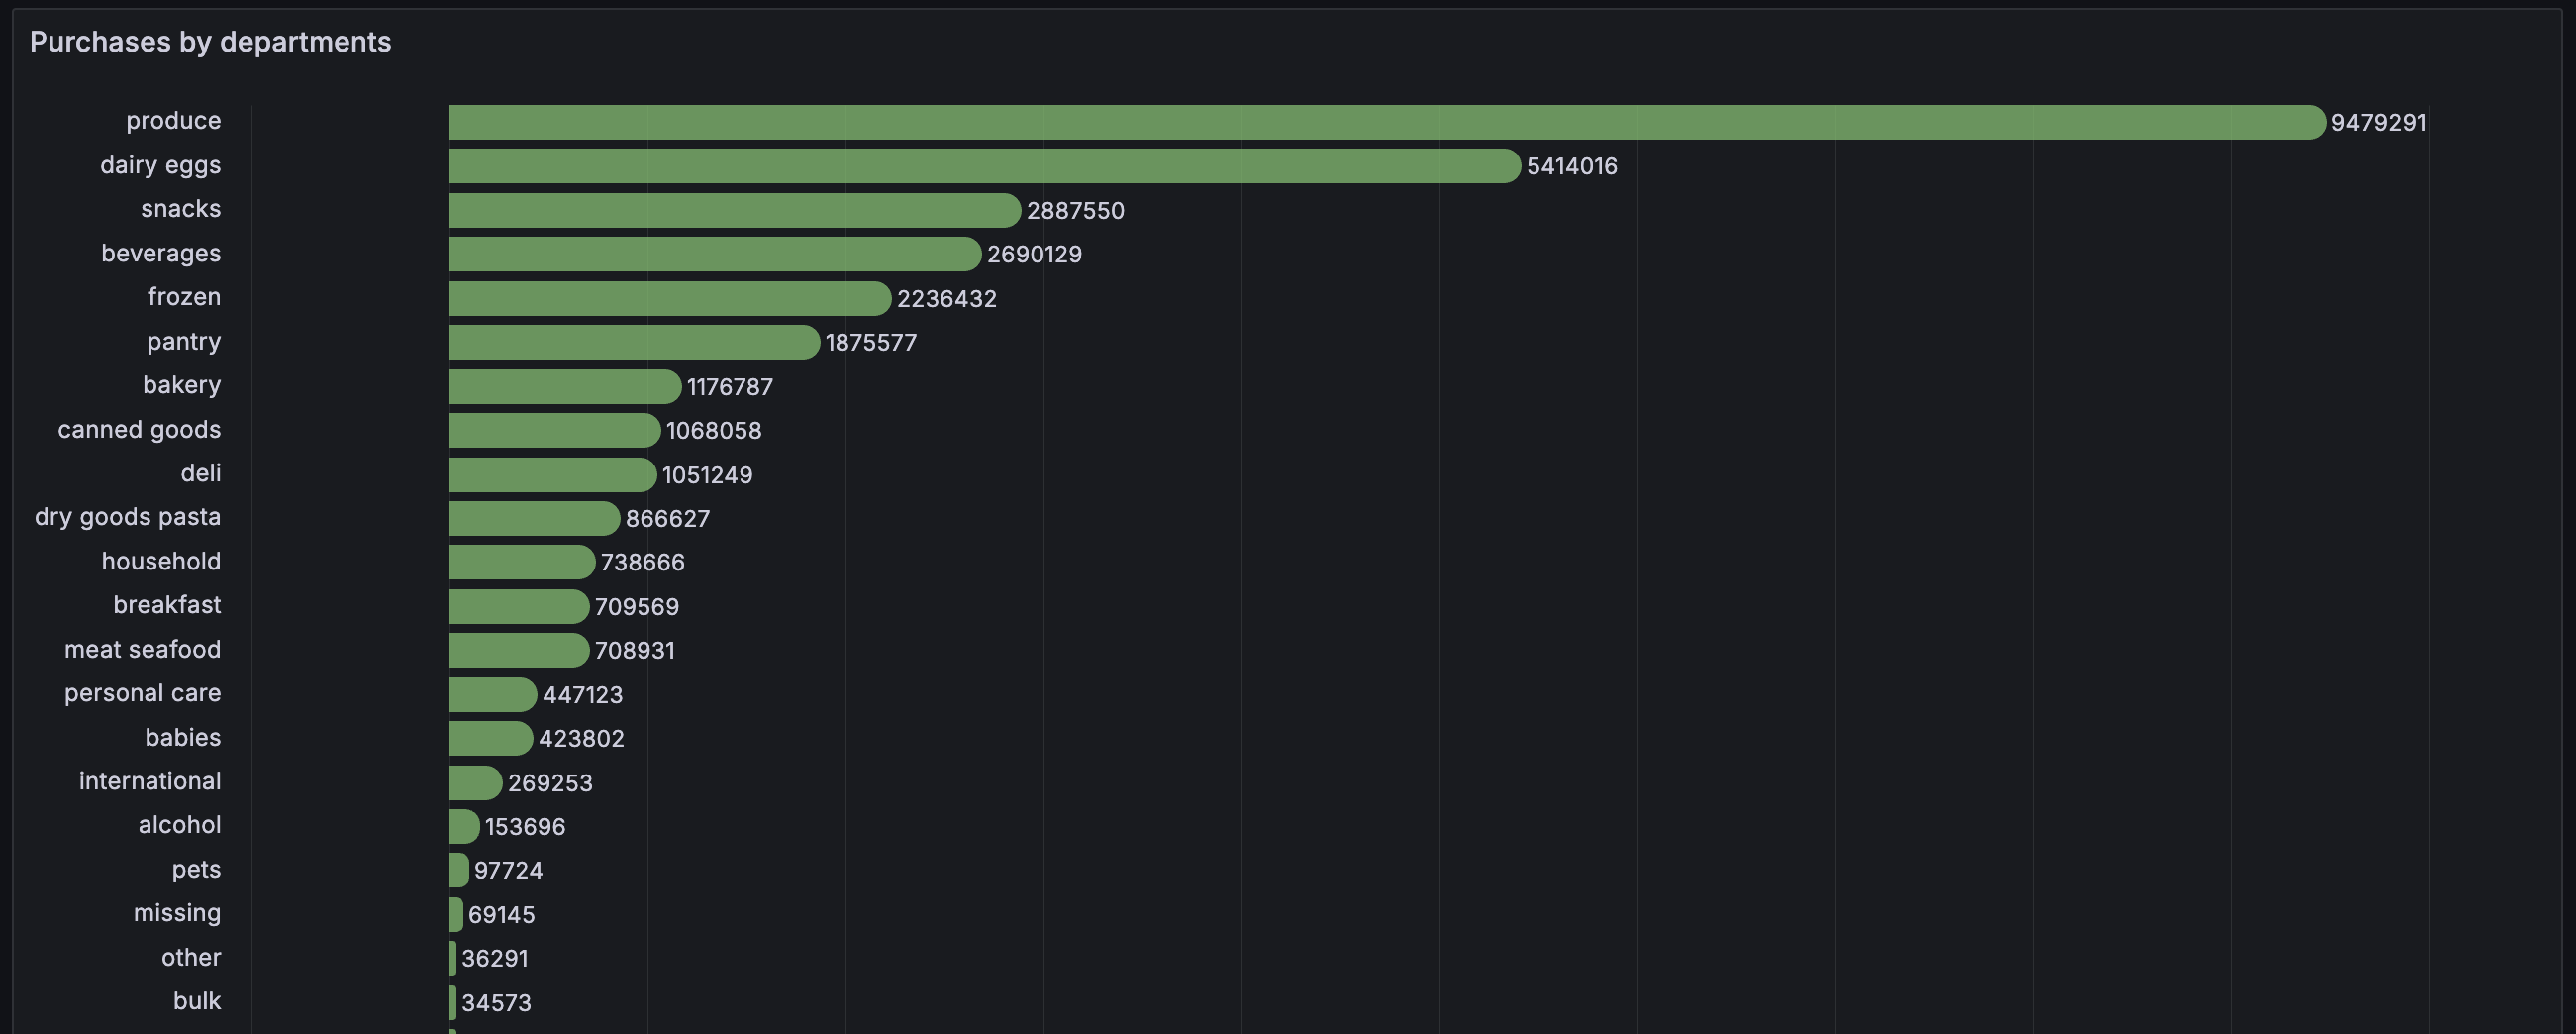 Purchases by departments
produce 9479291
dairy eggs 5414016
snacks 2887550
beverages 2690129
frozen 2236432
pantry 1875577
bakery 1176787
canned goods 1068058
deli 1051249
dry goods pasta 866627
household 738666
breakfast 709569
meat seafood 708931
personal care 447123
babies 423802
international 269253
alcohol 153696
pets 97724
missing 69145
other 36291
bulk 34573